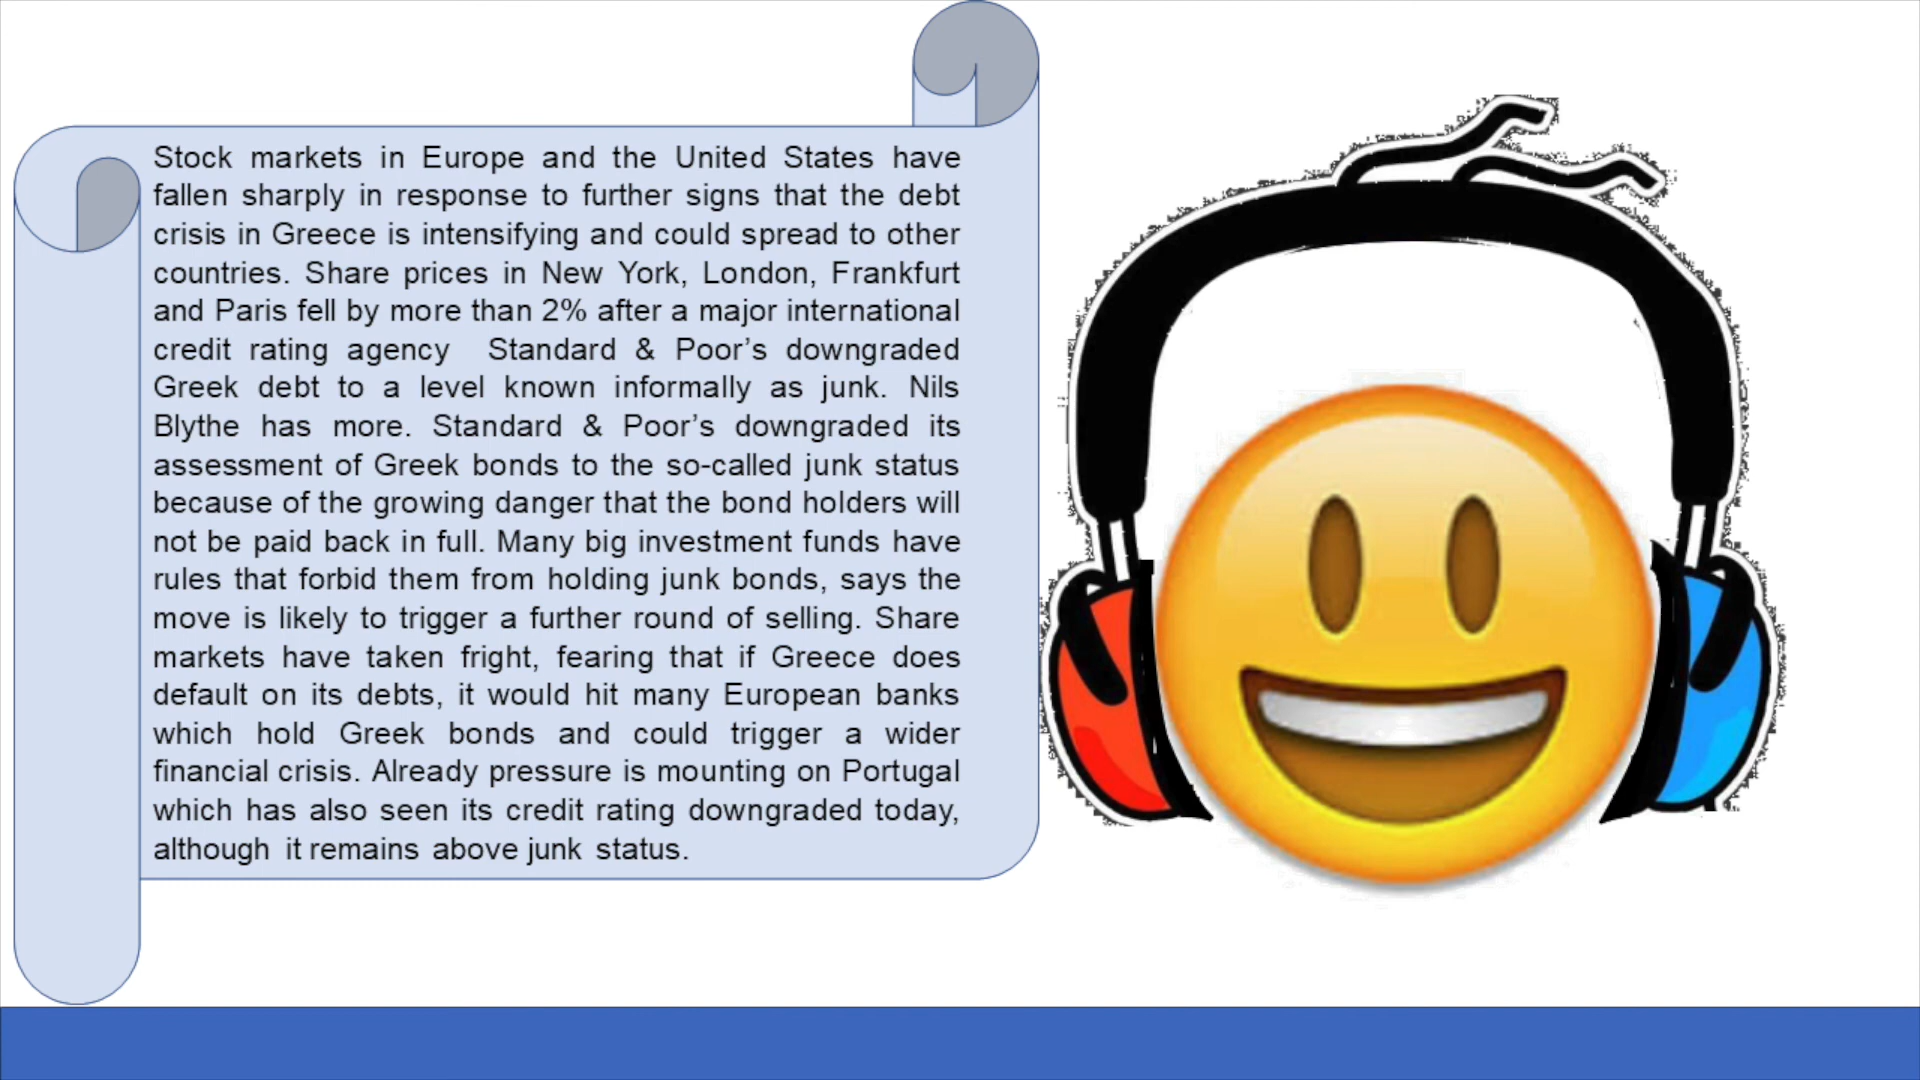 Stock markets in Europe and the United States have
fallen sharply in response to further signs that the debt
crisis in Greece is intensifying and could spread to other
countries. Share prices in New York, London, Frankfurt
and Paris fell by more than 2% after a major international
credit rating agency Standard & Poor’s downgraded
Greek debt to a level known informally as junk. Nils
Blythe has more. Standard & Poor’s downgraded its
assessment of Greek bonds to the so-called junk status
because of the growing danger that the bond holders will
not be paid back in full. Many big investment funds have
rules that forbid them from holding junk bonds, says the
move is likely to trigger a further round of selling. Share
markets have taken fright, fearing that if Greece does
default on its debts, it would hit many European banks
which hold Greek bonds and could trigger a wider
financial crisis. Already pressure is mounting on Portugal
which has also seen its credit rating downgraded today,
although it remains above junk status.